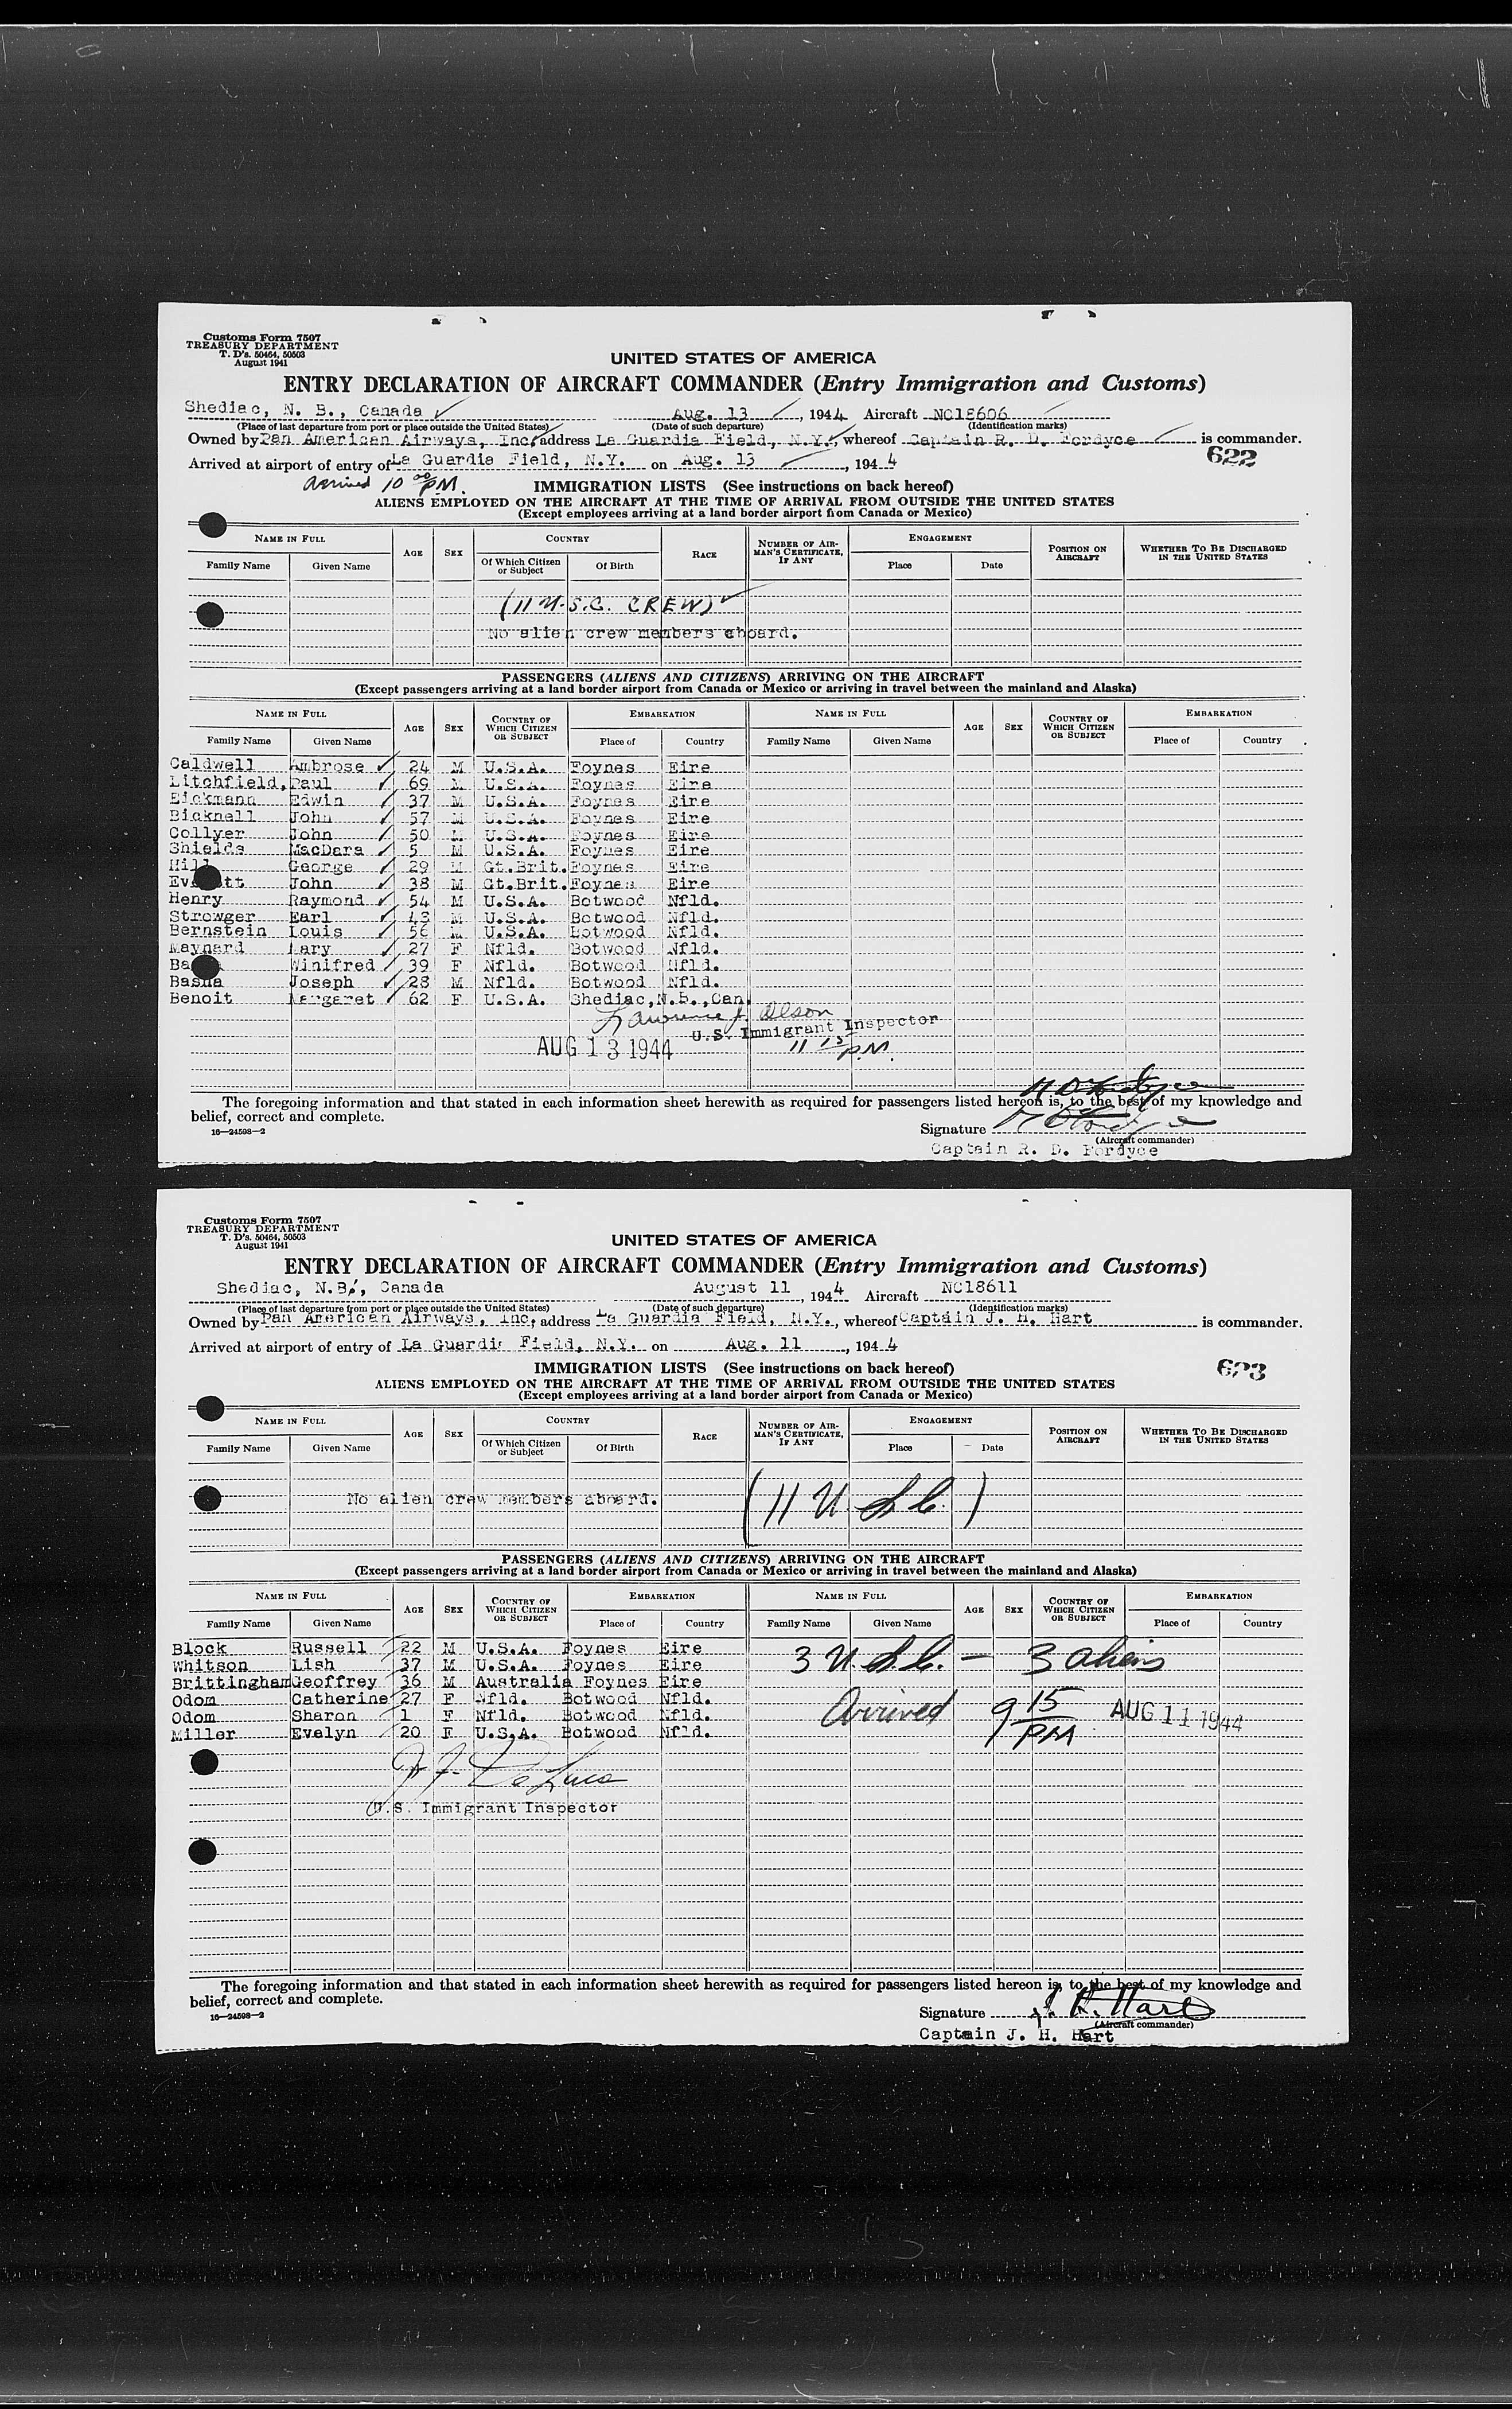 Customs Form 7507
TREASURY DEPARTMENT
T. D's. 50464, 50503
August 1941
UNITED STATES OF AMERICA
ENTRY DECLARATION OF AIRCRAFT COMMANDER (Entry Immigration and Customs)
Shediac, N. B., Canada Aug. 13, 1944 Aircraft NC18606
(Place of last departure from port or place outside the United States) (Date of such departure) (Identification marks)
Owned by Pan American Airways, Inc, address La Guardia Field, N.Y., whereof Captain R. D. Fordyce is commander.
622
Arrived at airport of entry of La Guardia Field, N.Y. on Aug. 13, 1944
Arrived 10 00 P.M.
IMMIGRATION LISTS (See instructions on back hereof)
ALIENS EMPLOYED ON THE AIRCRAFT AT THE TIME OF ARRIVAL FROM OUTSIDE THE UNITED STATES
(Except employees arriving at a land border airport from Canada or Mexico)
NAME IN FULL AGE SEX COUNTRY RACE NUMBER OF AIRMAN'S CERTIFICATE, IF ANY ENGAGEMENT POSITION ON AIRCRAFT WHETHER TO BE DISCHARGED IN THE UNITED STATES
Family Name Given Name Of Which Citizen or Subject Of Birth Place Date
(11 U.S.C. CREW)
No alien crew members aboard.
PASSENGERS (ALIENS AND CITIZENS) ARRIVING ON THE AIRCRAFT
(Except passengers arriving at a land border airport from Canada or Mexico or arriving in travel between the mainland and Alaska)
NAME IN FULL AGE SEX COUNTRY OF WHICH CITIZEN OR SUBJECT EMBARKATION NAME IN FULL AGE SEX COUNTRY OF WHICH CITIZEN OR SUBJECT EMBARKATION
Family Name Given Name Place of Country Family Name Given Name Place of Country
Caldwell Ambrose 24 M U.S.A. Foynes Eire
Litchfield, Paul 69 M U.S.A. Foynes Eire
Eickmann Edwin 37 M U.S.A. Foynes Eire
Bicknell John 57 M U.S.A. Foynes Eire
Collyer John 50 M U.S.A. Foynes Eire
Shields MacDara 5 M U.S.A. Foynes Eire
Hill George 29 M Gt.Brit. Foynes Eire
Ev tt John 38 M Gt.Brit. Foynes Eire
Henry Raymond 54 M U.S.A. Botwood Nfld.
Strowger Earl 43 M U.S.A. Botwood Nfld.
Bernstein Louis 56 M U.S.A. Botwood Nfld.
Maynard Mary 27 F Nfld. Botwood Nfld.
Ba Winifred 39 F Nfld. Botwood Nfld.
Basha Joseph 28 M Nfld. Botwood Nfld.
Benoit Margaret 62 F U.S.A. Shediac, N.B., Can.
Lawrence J. Olson
U.S. Immigrant Inspector
AUG 13 1944 11 15 P.M.
The foregoing information and that stated in each information sheet herewith as required for passengers listed hereon is, to the best of my knowledge and
belief, correct and complete.
16—24598—2
Signature R D Fordyce
(Aircraft commander)
Captain R. D. Fordyce
Customs Form 7507
TREASURY DEPARTMENT
T. D's. 50464, 50503
August 1941
UNITED STATES OF AMERICA
ENTRY DECLARATION OF AIRCRAFT COMMANDER (Entry Immigration and Customs)
Shediac, N.B., Canada August 11, 1944 Aircraft NC18611
(Place of last departure from port or place outside the United States) (Date of such departure) (Identification marks)
Owned by Pan American Airways, Inc, address La Guardia Field, N.Y., whereof Captain J. H. Hart is commander.
Arrived at airport of entry of La Guardi Field, N.Y. on Aug. 11, 1944
IMMIGRATION LISTS (See instructions on back hereof)
623
ALIENS EMPLOYED ON THE AIRCRAFT AT THE TIME OF ARRIVAL FROM OUTSIDE THE UNITED STATES
(Except employees arriving at a land border airport from Canada or Mexico)
NAME IN FULL AGE SEX COUNTRY RACE NUMBER OF AIRMAN'S CERTIFICATE, IF ANY ENGAGEMENT POSITION ON AIRCRAFT WHETHER TO BE DISCHARGED IN THE UNITED STATES
Family Name Given Name Of Which Citizen or Subject Of Birth Place Date
No alien crew members aboard. (11 U.S.C.)
PASSENGERS (ALIENS AND CITIZENS) ARRIVING ON THE AIRCRAFT
(Except passengers arriving at a land border airport from Canada or Mexico or arriving in travel between the mainland and Alaska)
NAME IN FULL AGE SEX COUNTRY OF WHICH CITIZEN OR SUBJECT EMBARKATION NAME IN FULL AGE SEX COUNTRY OF WHICH CITIZEN OR SUBJECT EMBARKATION
Family Name Given Name Place of Country Family Name Given Name Place of Country
Block Russell 22 M U.S.A. Foynes Eire
Whitson Lish 37 M U.S.A. Foynes Eire 3 U.S.C. — 3 aliens
Brittingham Geoffrey 36 M Australia Foynes Eire
Odom Catherine 27 F Nfld. Botwood Nfld.
Odom Sharon 1 F Nfld. Botwood Nfld. Arrived 9 15 PM AUG 11 1944
Miller Evelyn 20 F U.S.A. Botwood Nfld.
J. J. De Luca
U.S. Immigrant Inspector
The foregoing information and that stated in each information sheet herewith as required for passengers listed hereon is, to the best of my knowledge and
belief, correct and complete.
16—24598—2
Signature J. H. Hart
(Aircraft commander)
Captain J. H. Hart